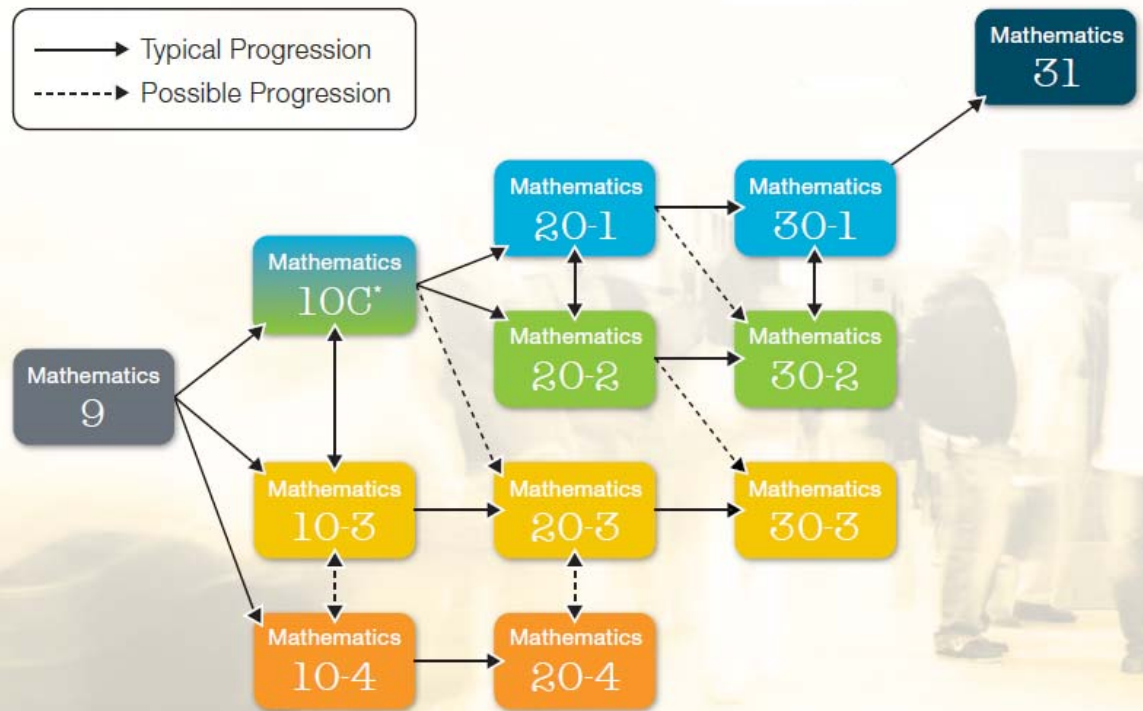 Typical Progression
Possible Progression
Mathematics
31
Mathematics
20-1
Mathematics
30-1
Mathematics
10C*
Mathematics
20-2
Mathematics
30-2
Mathematics
9
Mathematics
10-3
Mathematics
20-3
Mathematics
30-3
Mathematics
10-4
Mathematics
20-4